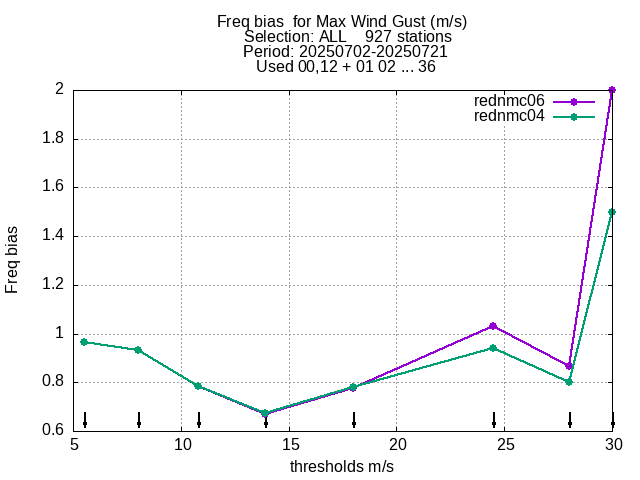 Freq bias  for Max Wind Gust (m/s)
Selection: ALL    927 stations
Period: 20250702-20250721
Used 00,12 + 01 02 ... 36
rednmc06
rednmc04
2
1.8
1.6
1.4
1.2
1
0.8
0.6
Freq bias
5 10 15 20 25 30
thresholds m/s